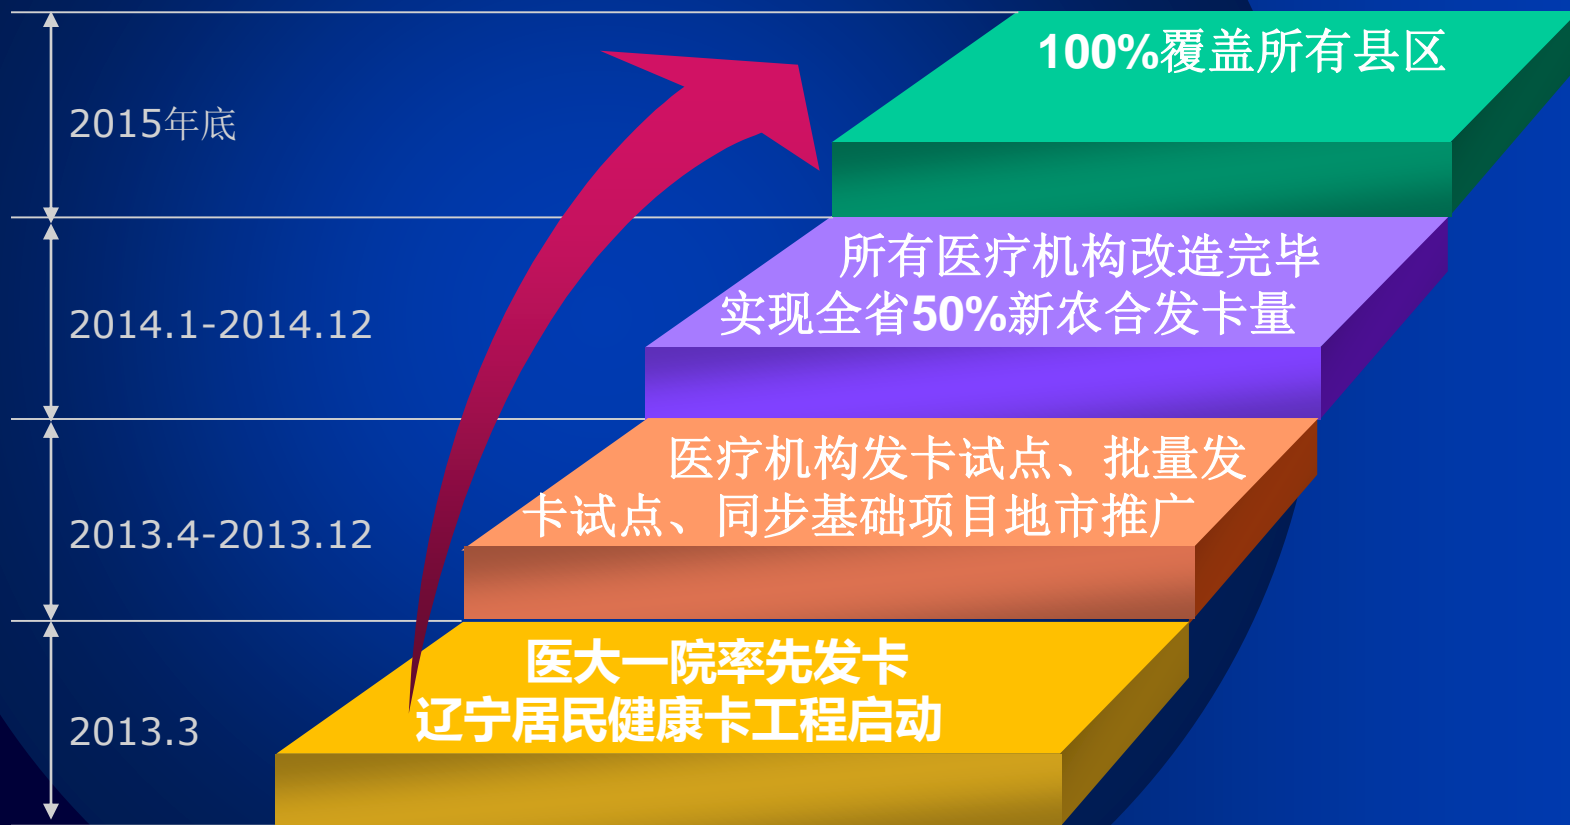 100%覆盖所有县区
2015年底
所有医疗机构改造完毕
实现全省50%新农合发卡量
2014.1-2014.12
医疗机构发卡试点、批量发
卡试点、同步基础项目地市推广
2013.4-2013.12
医大一院率先发卡
辽宁居民健康卡工程启动
2013.3